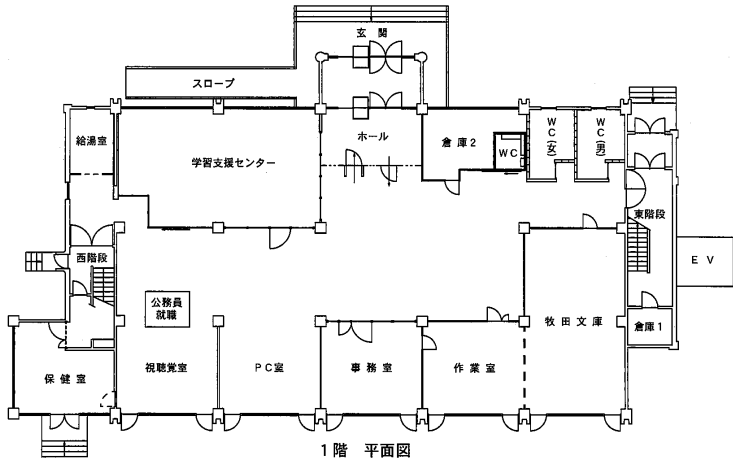 玄関
スロープ
給湯室
学習支援センター
ホール
倉庫2
WC
WC(女)
WC(男)
西階段
東階段
EV
公務員
就職
牧田文庫
倉庫1
保健室
視聴覚室
PC室
事務室
作業室
1階 平面図